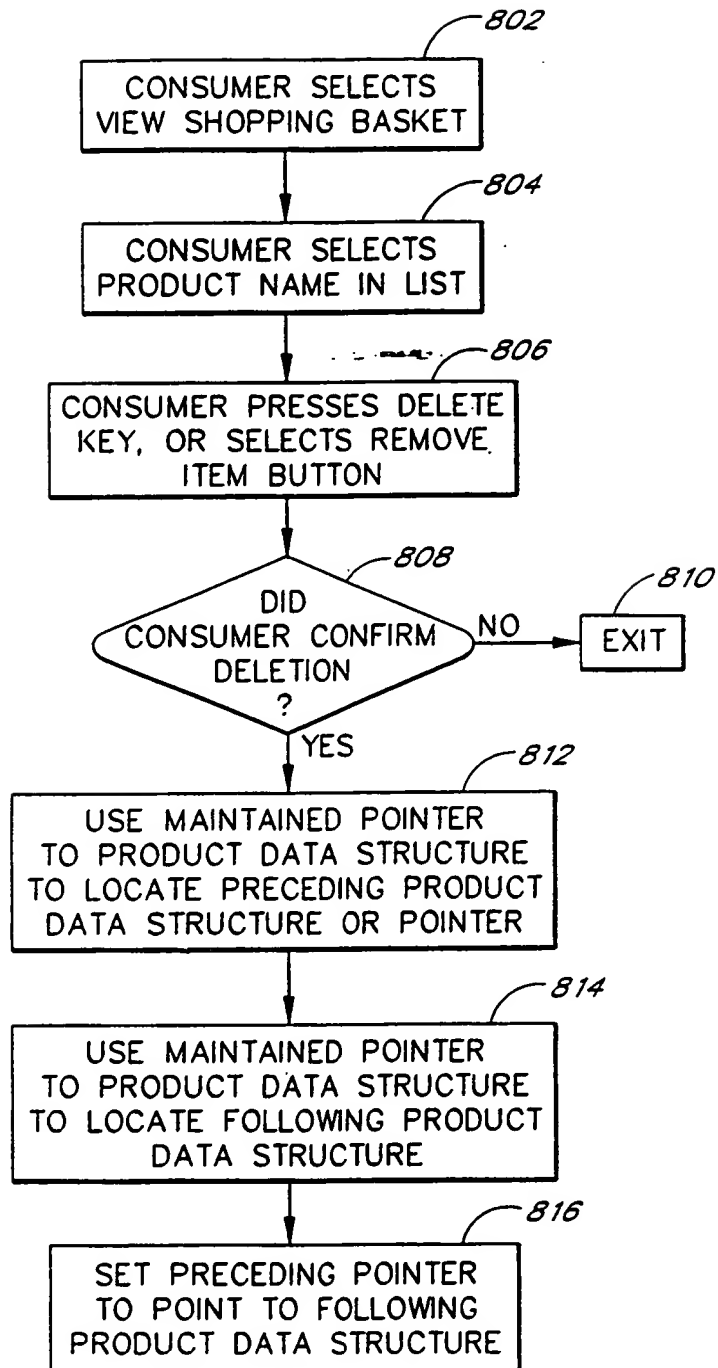 802
CONSUMER SELECTS
VIEW SHOPPING BASKET
804
CONSUMER SELECTS
PRODUCT NAME IN LIST
806
CONSUMER PRESSES DELETE
KEY, OR SELECTS REMOVE
ITEM BUTTON
808
DID
CONSUMER CONFIRM
DELETION
?
NO
810
EXIT
YES
812
USE MAINTAINED POINTER
TO PRODUCT DATA STRUCTURE
TO LOCATE PRECEDING PRODUCT
DATA STRUCTURE OR POINTER
814
USE MAINTAINED POINTER
TO PRODUCT DATA STRUCTURE
TO LOCATE FOLLOWING PRODUCT
DATA STRUCTURE
816
SET PRECEDING POINTER
TO POINT TO FOLLOWING
PRODUCT DATA STRUCTURE